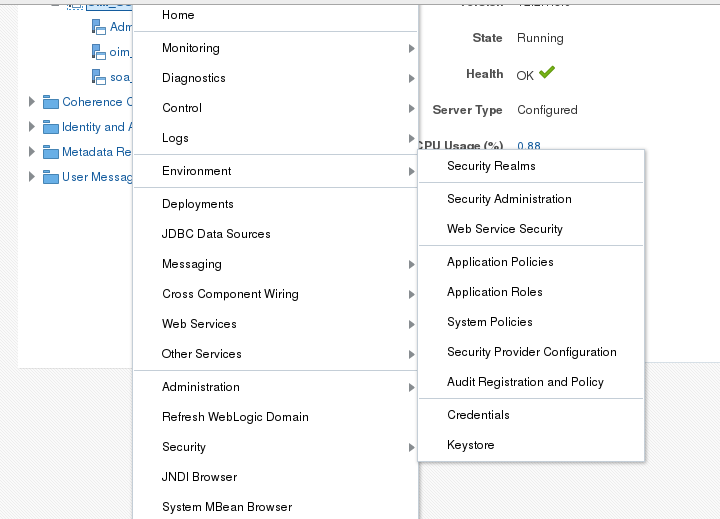 Home
Monitoring
Diagnostics
Control
Logs
Environment
Deployments
JDBC Data Sources
Messaging
Cross Component Wiring
Web Services
Other Services
Administration
Refresh WebLogic Domain
Security
JNDI Browser
System MBean Browser
Security Realms
Security Administration
Web Service Security
Application Policies
Application Roles
System Policies
Security Provider Configuration
Audit Registration and Policy
Credentials
Keystore
Adm
oim_
soa_
Coherence C
Identity and A
Metadata Re
User Messag
State Running
Health OK
Server Type Configured
CPU Usage (%) 0.88